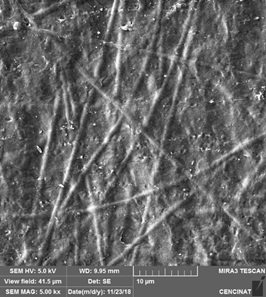 SEM HV: 5.0 kV WD: 9.95 mm MIRA3 TESCAN
View field: 41.5 µm Det: SE 10 µm
SEM MAG: 5.00 kx Date(m/d/y): 11/23/18 CENCINAT